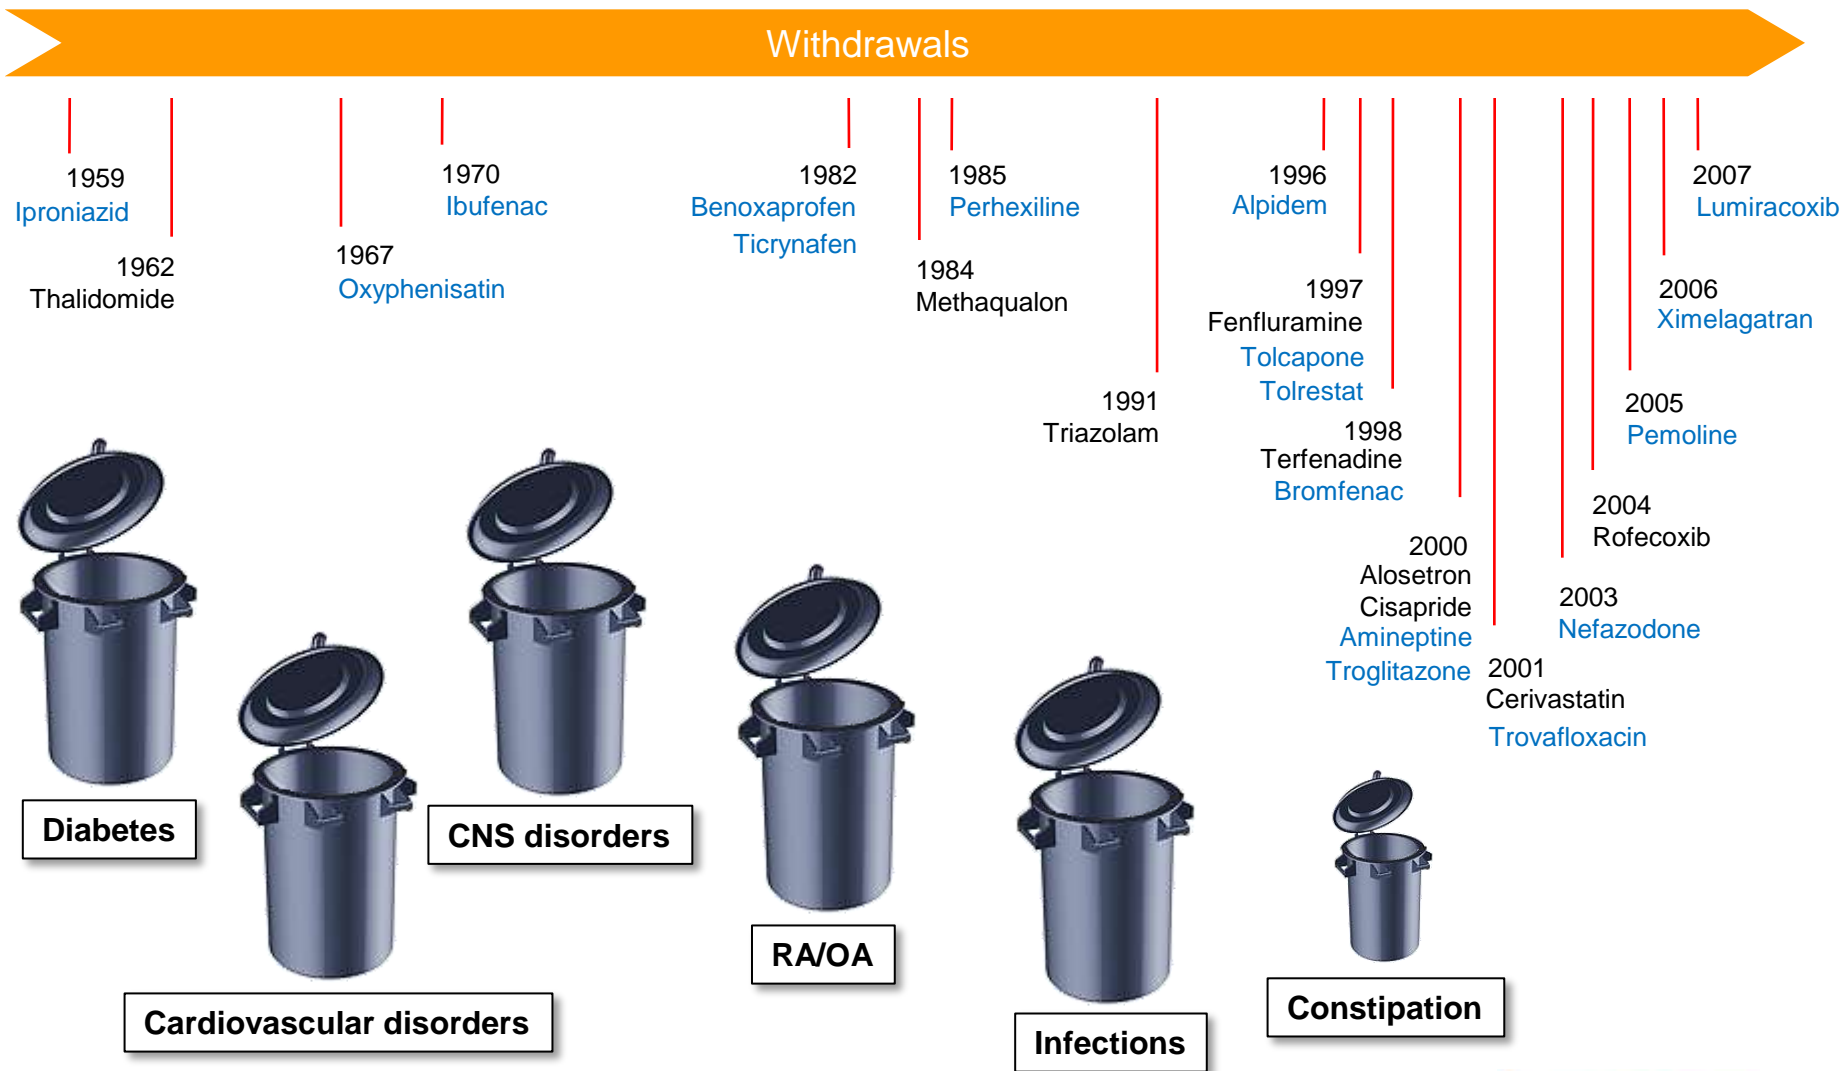 Withdrawals
1959
Iproniazid
1962
Thalidomide
1967
Oxyphenisatin
1970
Ibufenac
1982
Benoxaprofen
Ticrynafen
1984
Methaqualon
1985
Perhexiline
1991
Triazolam
1996
Alpidem
1997
Fenfluramine
Tolcapone
Tolrestat
1998
Terfenadine
Bromfenac
2000
Alosetron
Cisapride
Amineptine
Troglitazone
2001
Cerivastatin
Trovafloxacin
2003
Nefazodone
2004
Rofecoxib
2005
Pemoline
2006
Ximelagatran
2007
Lumiracoxib
Diabetes
Cardiovascular disorders
CNS disorders
RA/OA
Infections
Constipation